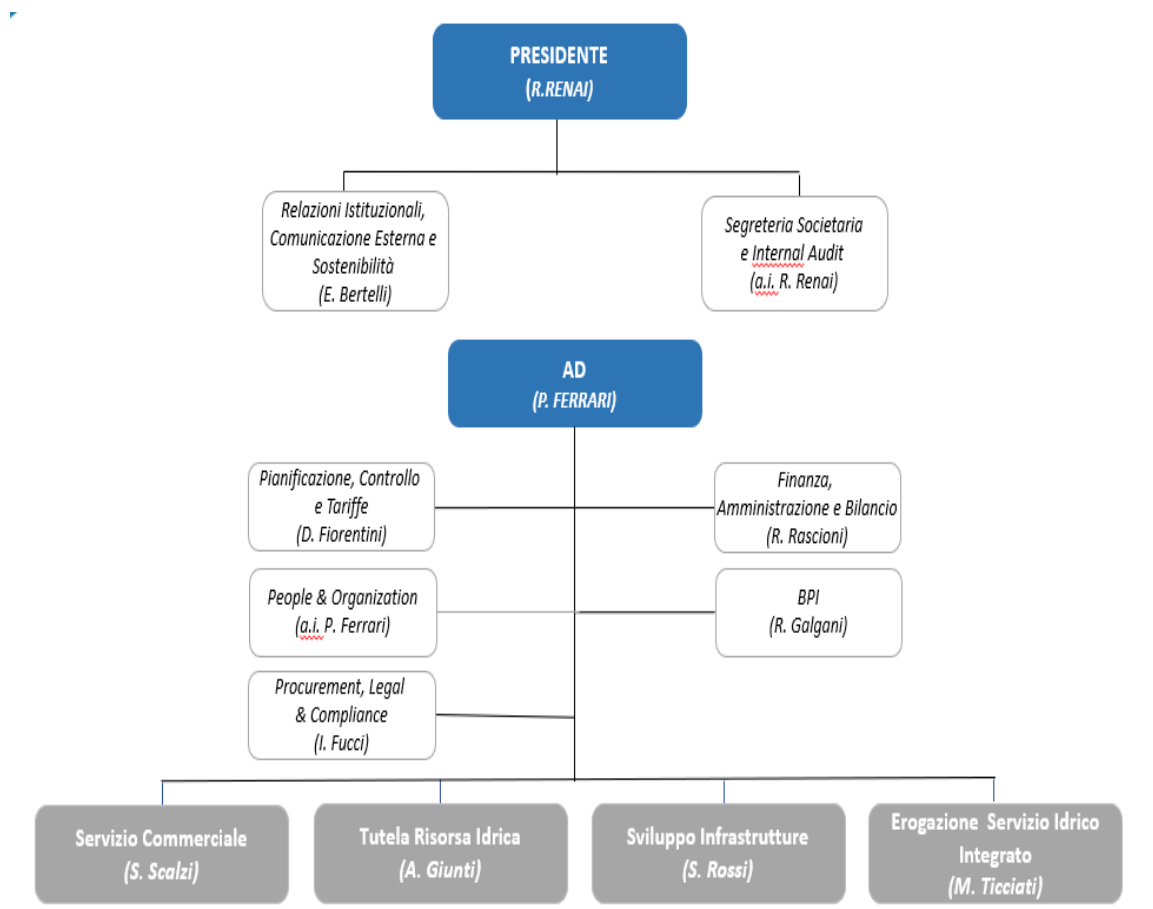 PRESIDENTE
(R.RENAI)
Relazioni Istituzionali,
Comunicazione Esterna e
Sostenibilità
(E. Bertelli)
Segreteria Societaria
e Internal Audit
(a.i. R. Renai)
AD
(P. FERRARI)
Pianificazione, Controllo
e Tariffe
(D. Fiorentini)
Finanza,
Amministrazione e Bilancio
(R. Rascioni)
People & Organization
(a.i. P. Ferrari)
BPI
(R. Galgani)
Procurement, Legal
& Compliance
(I. Fucci)
Servizio Commerciale
(S. Scalzi)
Tutela Risorsa Idrica
(A. Giunti)
Sviluppo Infrastrutture
(S. Rossi)
Erogazione Servizio Idrico
Integrato
(M. Ticciati)